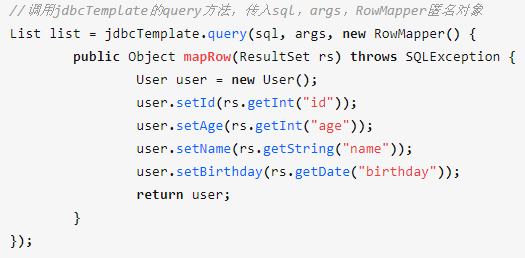 //调用jdbcTemplate的query方法，传入sql，args，RowMapper匿名对象
List list = jdbcTemplate.query(sql, args, new RowMapper() {
        public Object mapRow(ResultSet rs) throws SQLException {
                User user = new User();
                user.setId(rs.getInt("id"));
                user.setAge(rs.getInt("age"));
                user.setName(rs.getString("name"));
                user.setBirthday(rs.getDate("birthday"));
                return user;
        }
});